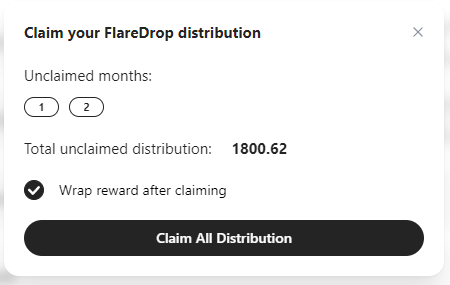 Claim your FlareDrop distribution
Unclaimed months:
1 2
Total unclaimed distribution: 1800.62
Wrap reward after claiming
Claim All Distribution